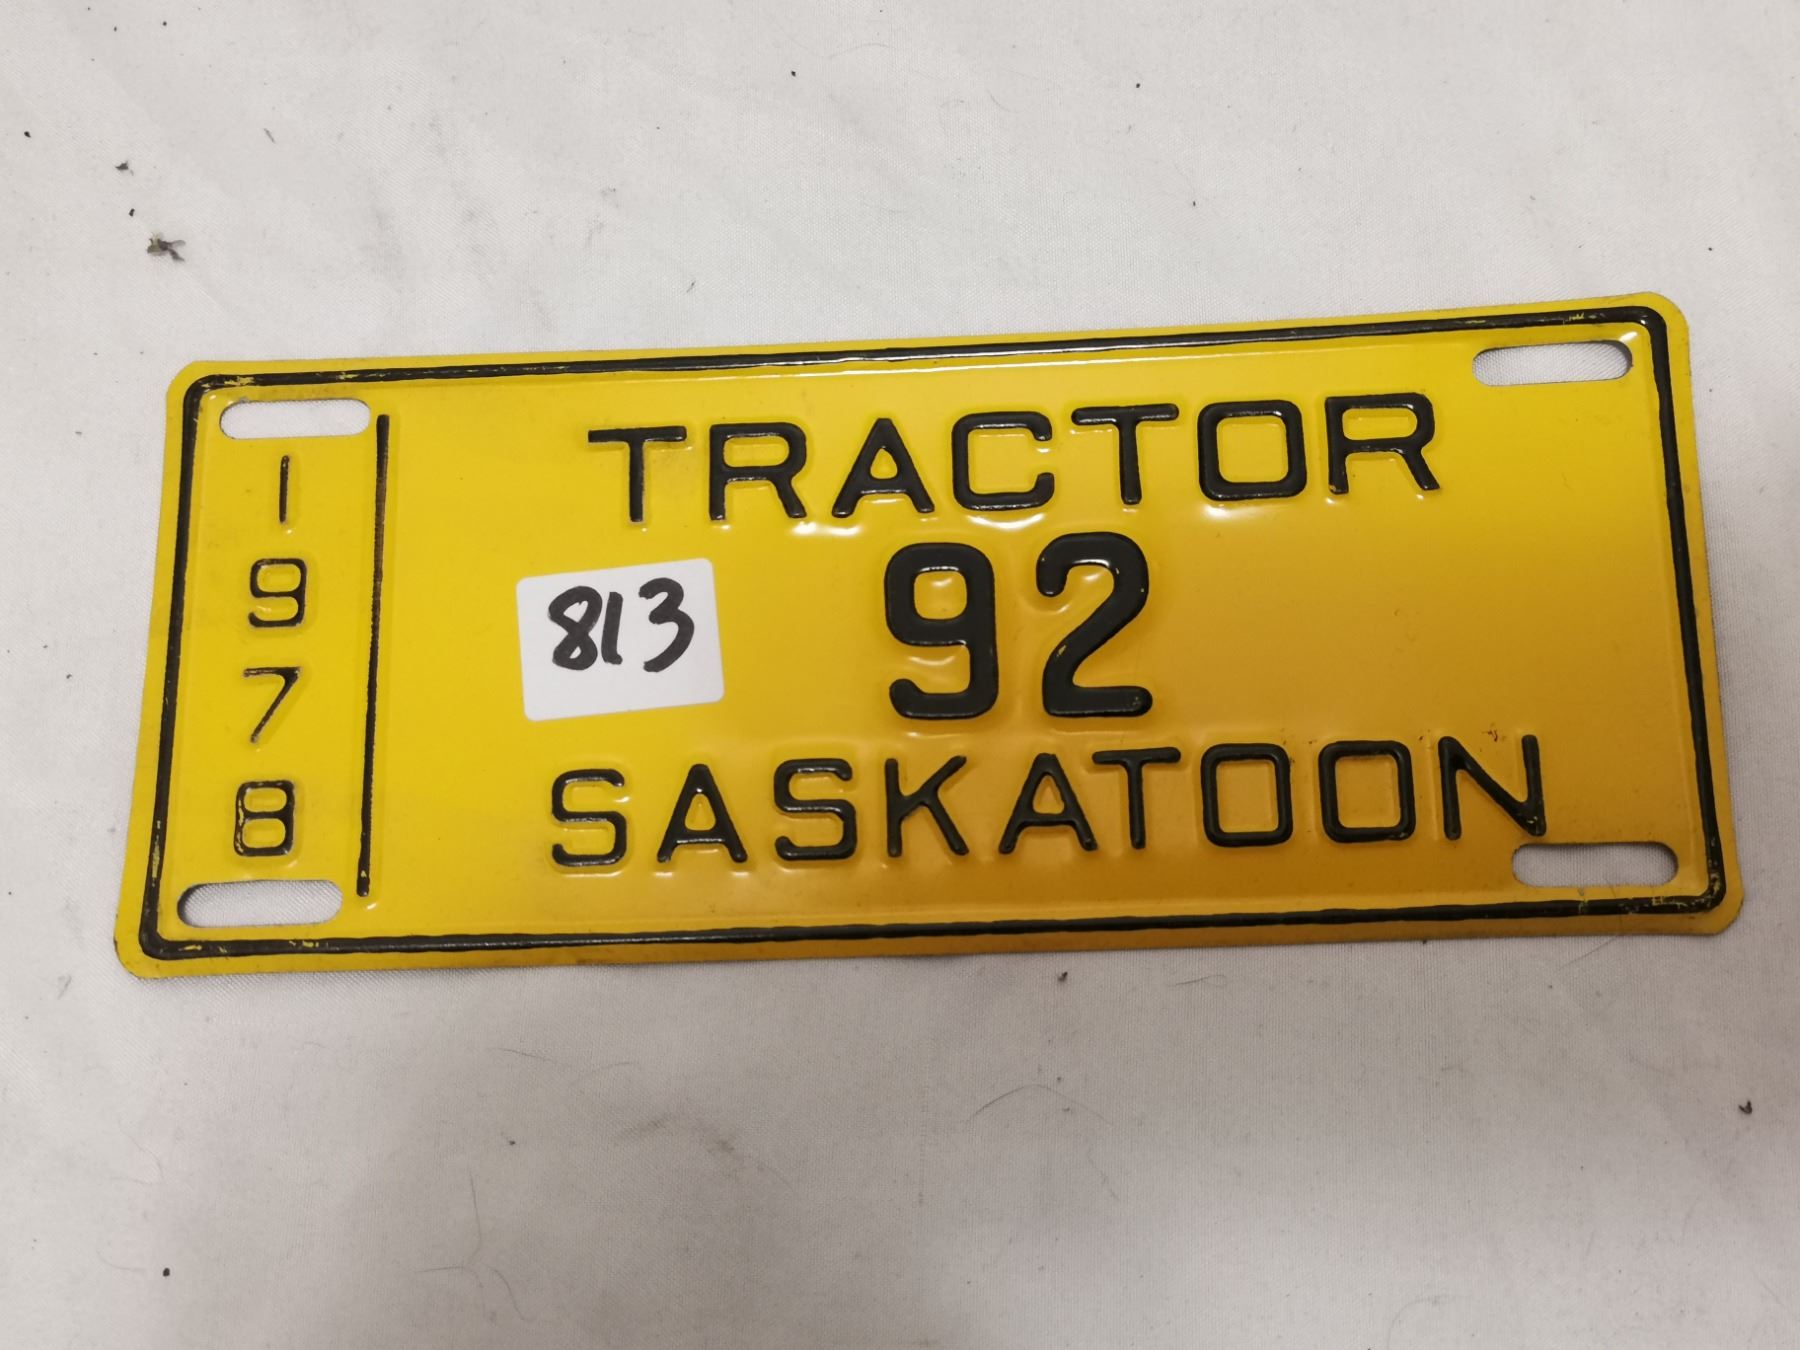 1978
TRACTOR
813
92
SASKATOON